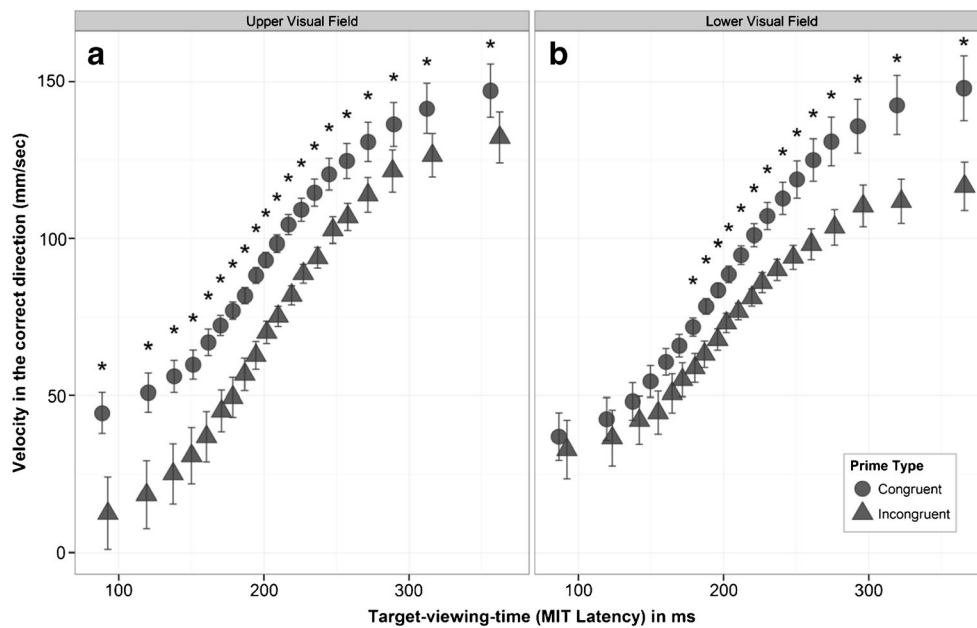 Upper Visual Field
Lower Visual Field
a
b
* * * * * * * * * * * * * * * * * * * *
* * * * * * * * * * * * * *
150
100
50
0
Velocity in the correct direction (mm/sec)
100 200 300
100 200 300
Target-viewing-time (MIT Latency) in ms
Prime Type
Congruent
Incongruent